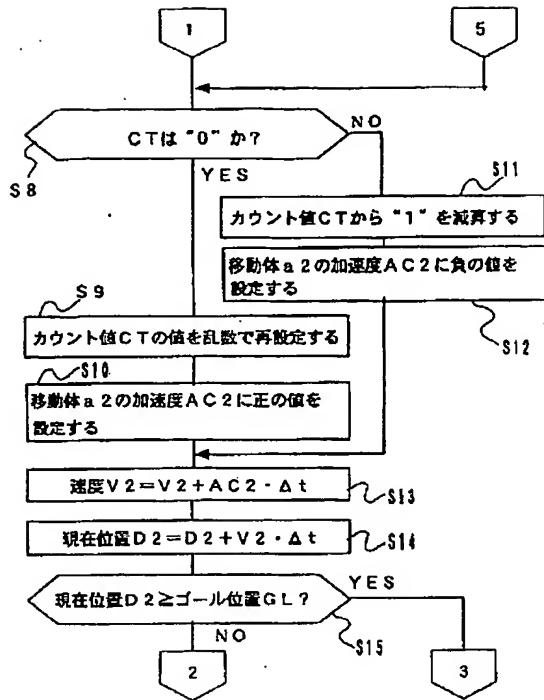 1
5
CTは“0”か?
NO
S8
YES
S11
カウント値CTから“1”を減算する
移動体a2の加速度AC2に負の値を
設定する
S12
S9
カウント値CTの値を乱数で再設定する
S10
移動体a2の加速度AC2に正の値を
設定する
速度V2=V2+AC2・Δt
S13
現在位置D2=D2+V2・Δt
S14
現在位置D2≧ゴール位置GL?
YES
NO
S15
2
3